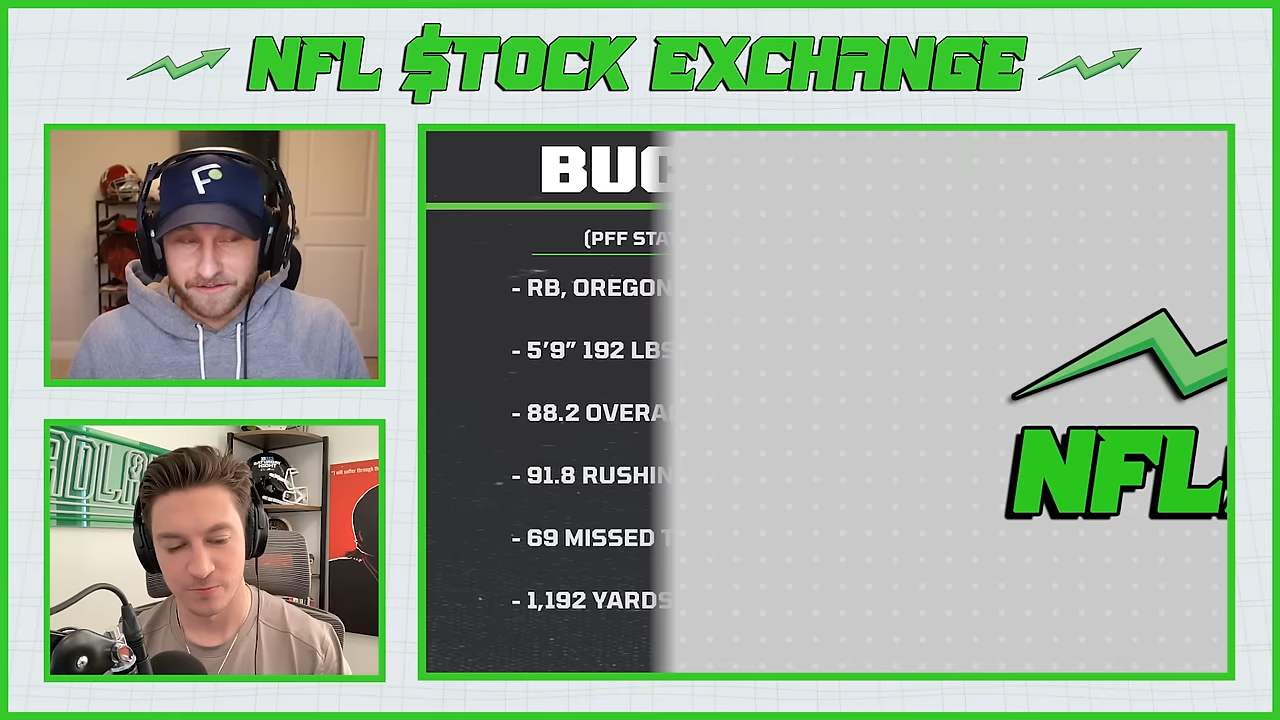 NFL $TOCK EXCHANGE
BUC
(PFF STA
- RB, OREGON
- 5'9" 192 LBS
- 88.2 OVERA
- 91.8 RUSHIN
- 69 MISSED T
- 1,192 YARDS
NFL